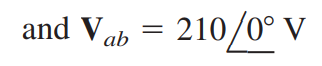 and V_ab = 210/0° V